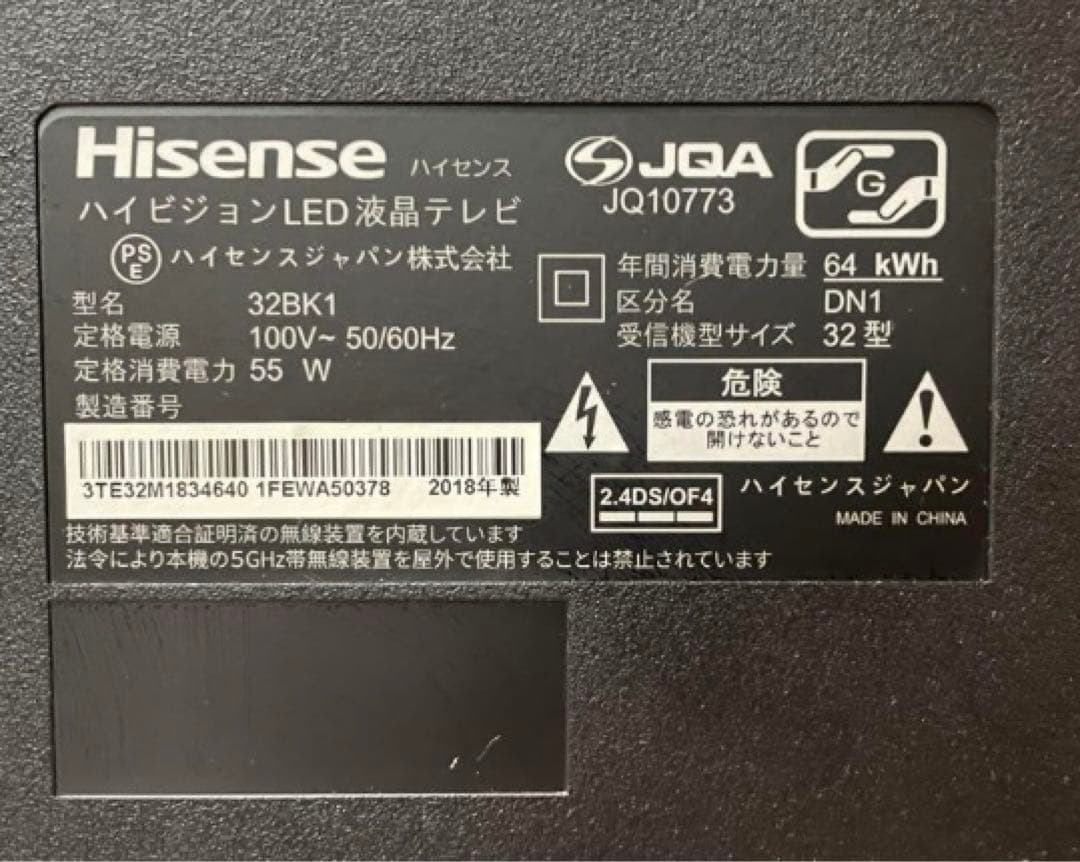 Hisense ハイセンス
ハイビジョンLED液晶テレビ
PSE ハイセンスジャパン株式会社
型名 32BK1
定格電源 100V~ 50/60Hz
定格消費電力 55 W
製造番号
3TE32M1834640 1FEWA50378 2018年製
技術基準適合証明済の無線装置を内蔵しています
法令により本機の5GHz帯無線装置を屋外で使用することは禁止されています
JQA
JQ10773
G
年間消費電力量 64 kWh
区分名 DN1
受信機型サイズ 32型
危険
感電の恐れがあるので
開けないこと
2.4DS/OF4
ハイセンスジャパン
MADE IN CHINA